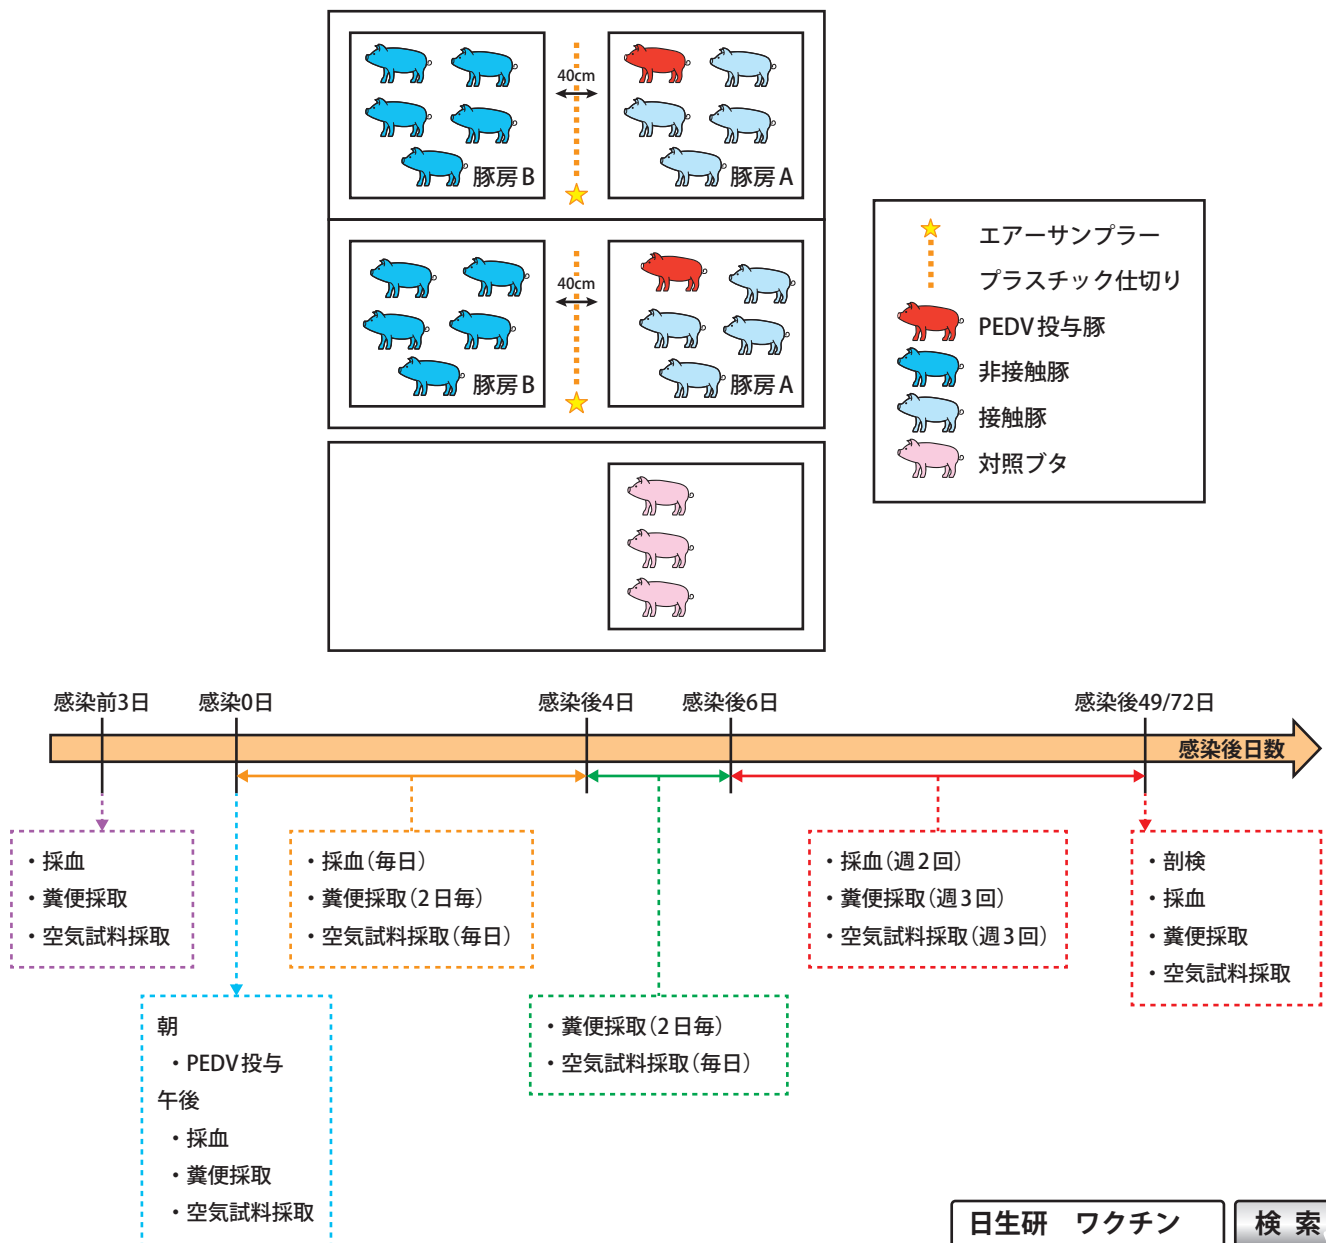 40cm
豚房B
豚房A
40cm
豚房B
豚房A
エアーサンプラー
プラスチック仕切り
PEDV投与豚
非接触豚
接触豚
対照ブタ
感染前3日
感染0日
感染後4日
感染後6日
感染後49/72日
感染後日数
・採血
・糞便採取
・空気試料採取
・採血(毎日)
・糞便採取(2日毎)
・空気試料採取(毎日)
・採血(週2回)
・糞便採取(週3回)
・空気試料採取(週3回)
・剖検
・採血
・糞便採取
・空気試料採取
朝
・PEDV投与
午後
・採血
・糞便採取
・空気試料採取
・糞便採取(2日毎)
・空気試料採取(毎日)
日生研　ワクチン
検 索